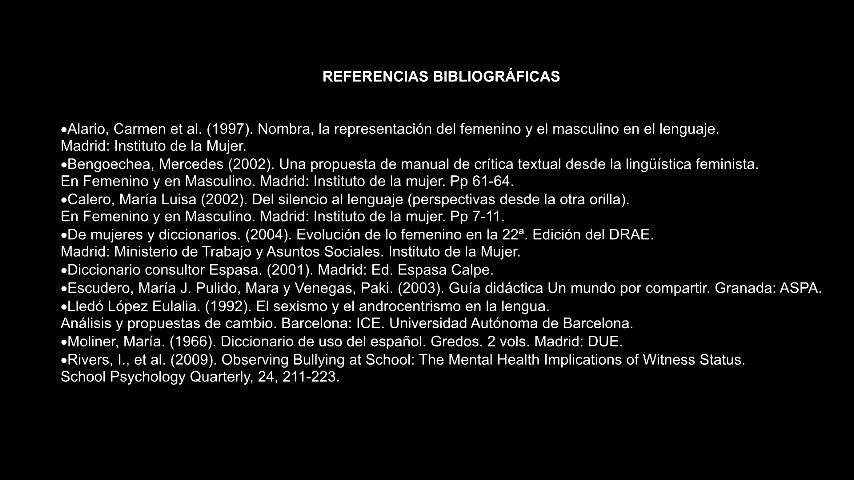 REFERENCIAS BIBLIOGRÁFICAS
•Alario, Carmen et al. (1997). Nombra, la representación del femenino y el masculino en el lenguaje.
Madrid: Instituto de la Mujer.
•Bengoechea, Mercedes (2002). Una propuesta de manual de crítica textual desde la lingüística feminista.
En Femenino y en Masculino. Madrid: Instituto de la mujer. Pp 61-64.
•Calero, María Luisa (2002). Del silencio al lenguaje (perspectivas desde la otra orilla).
En Femenino y en Masculino. Madrid: Instituto de la mujer. Pp 7-11.
•De mujeres y diccionarios. (2004). Evolución de lo femenino en la 22ª. Edición del DRAE.
Madrid: Ministerio de Trabajo y Asuntos Sociales. Instituto de la Mujer.
•Diccionario consultor Espasa. (2001). Madrid: Ed. Espasa Calpe.
•Escudero, María J. Pulido, Mara y Venegas, Paki. (2003). Guía didáctica Un mundo por compartir. Granada: ASPA.
•Lledó López Eulalia. (1992). El sexismo y el androcentrismo en la lengua.
Análisis y propuestas de cambio. Barcelona: ICE. Universidad Autónoma de Barcelona.
•Moliner, María. (1966). Diccionario de uso del español. Gredos. 2 vols. Madrid: DUE.
•Rivers, I., et al. (2009). Observing Bullying at School: The Mental Health Implications of Witness Status.
School Psychology Quarterly, 24, 211-223.